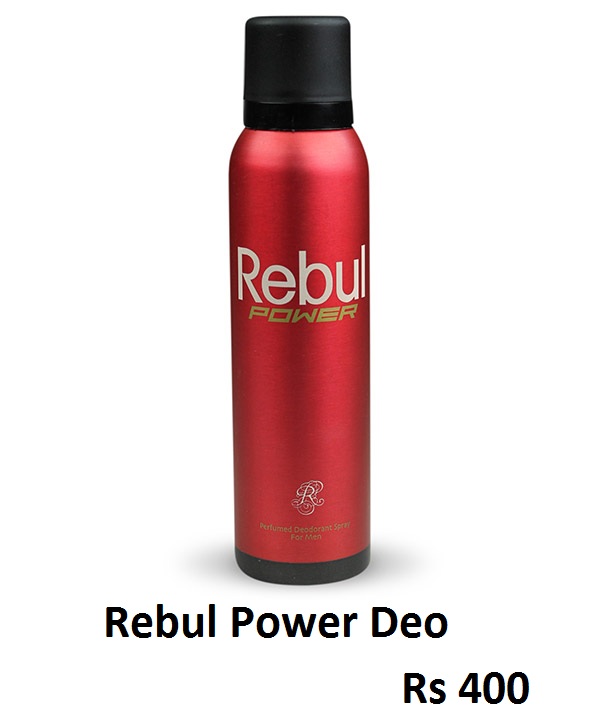 Rebul
POWER
R
Perfumed Deodorant Spray
For Men
Rebul Power Deo
Rs 400